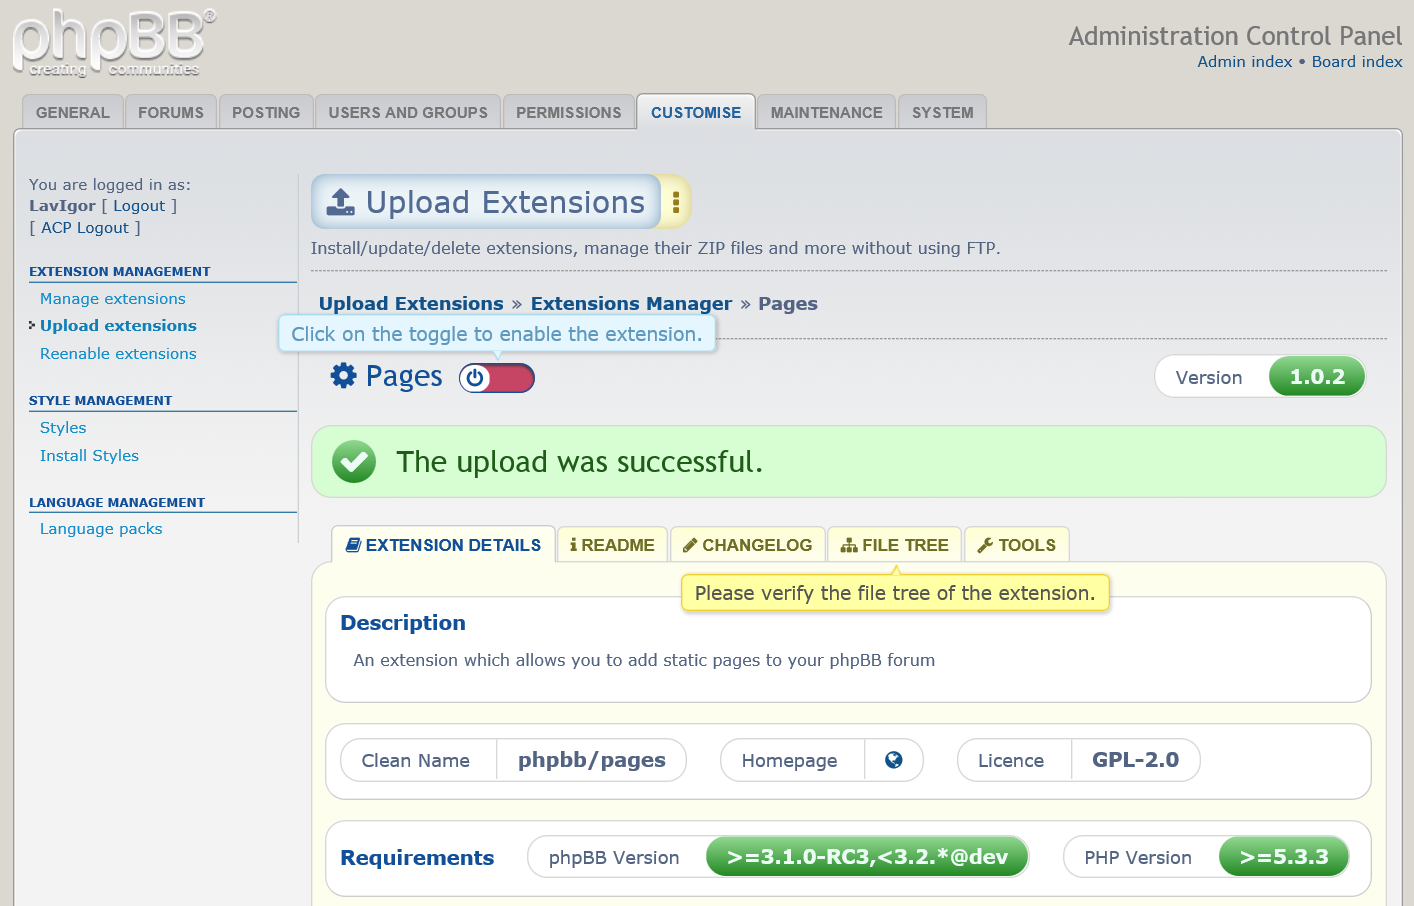 phpBB®
creating communities
Administration Control Panel
Admin index • Board index
GENERAL FORUMS POSTING USERS AND GROUPS PERMISSIONS CUSTOMISE MAINTENANCE SYSTEM
You are logged in as:
LavIgor [ Logout ]
[ ACP Logout ]
EXTENSION MANAGEMENT
Manage extensions
Upload extensions
Reenable extensions
STYLE MANAGEMENT
Styles
Install Styles
LANGUAGE MANAGEMENT
Language packs
Upload Extensions
Install/update/delete extensions, manage their ZIP files and more without using FTP.
Upload Extensions » Extensions Manager » Pages
Click on the toggle to enable the extension.
Pages
Version 1.0.2
The upload was successful.
EXTENSION DETAILS README CHANGELOG FILE TREE TOOLS
Please verify the file tree of the extension.
Description
An extension which allows you to add static pages to your phpBB forum
Clean Name phpbb/pages Homepage Licence GPL-2.0
Requirements phpBB Version >=3.1.0-RC3,<3.2.*@dev PHP Version >=5.3.3